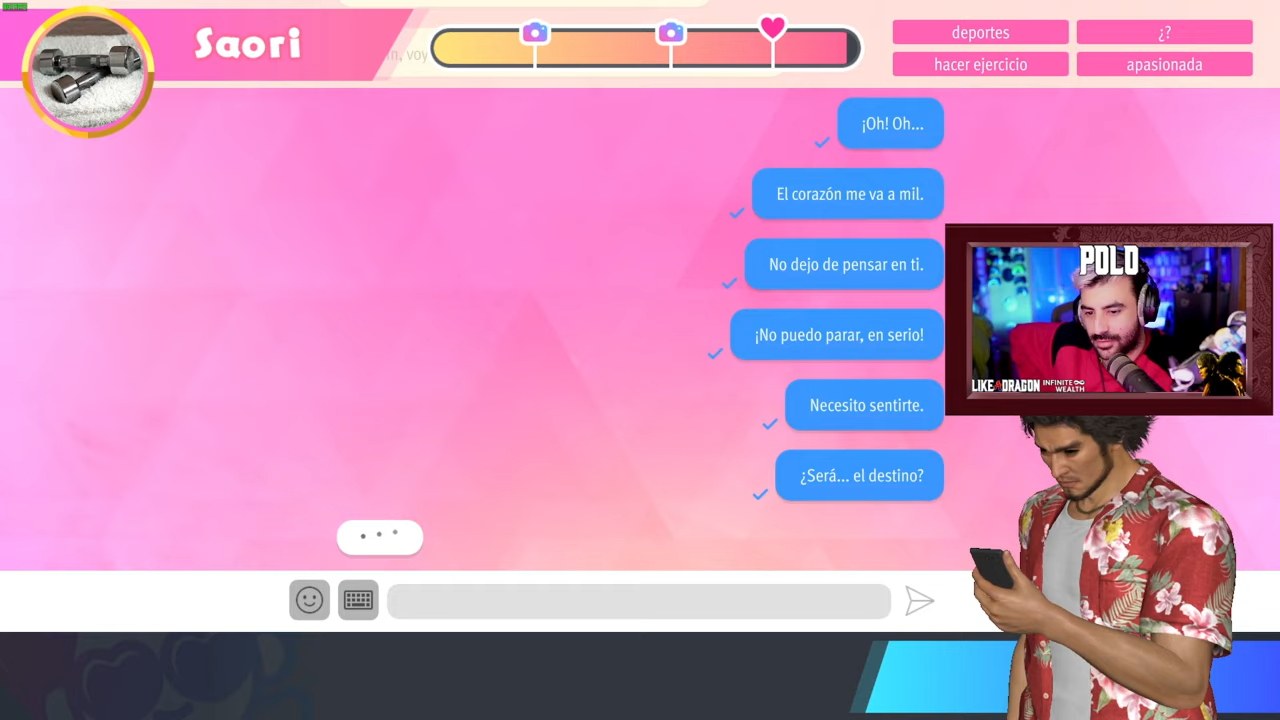 Saori
n, voy
deportes
¿?
hacer ejercicio
apasionada
¡Oh! Oh...
El corazón me va a mil.
No dejo de pensar en ti.
¡No puedo parar, en serio!
Necesito sentirte.
¿Será... el destino?
POLO
LIKE A DRAGON INFINITE WEALTH